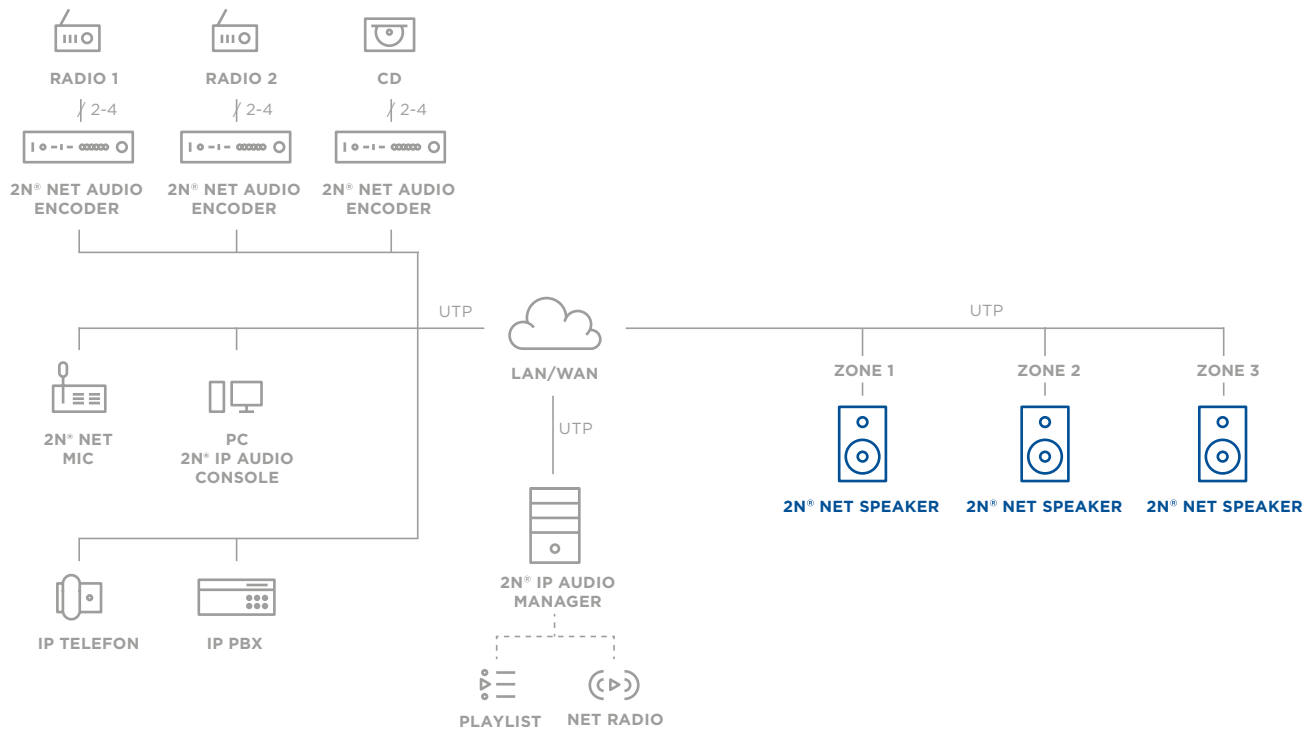 RADIO 1
RADIO 2
CD
2-4
2-4
2-4
2N® NET AUDIO
ENCODER
2N® NET AUDIO
ENCODER
2N® NET AUDIO
ENCODER
UTP
UTP
LAN/WAN
ZONE 1
ZONE 2
ZONE 3
2N® NET
MIC
PC
2N® IP AUDIO
CONSOLE
UTP
2N® NET SPEAKER
2N® NET SPEAKER
2N® NET SPEAKER
2N® IP AUDIO
MANAGER
IP TELEFON
IP PBX
PLAYLIST
NET RADIO